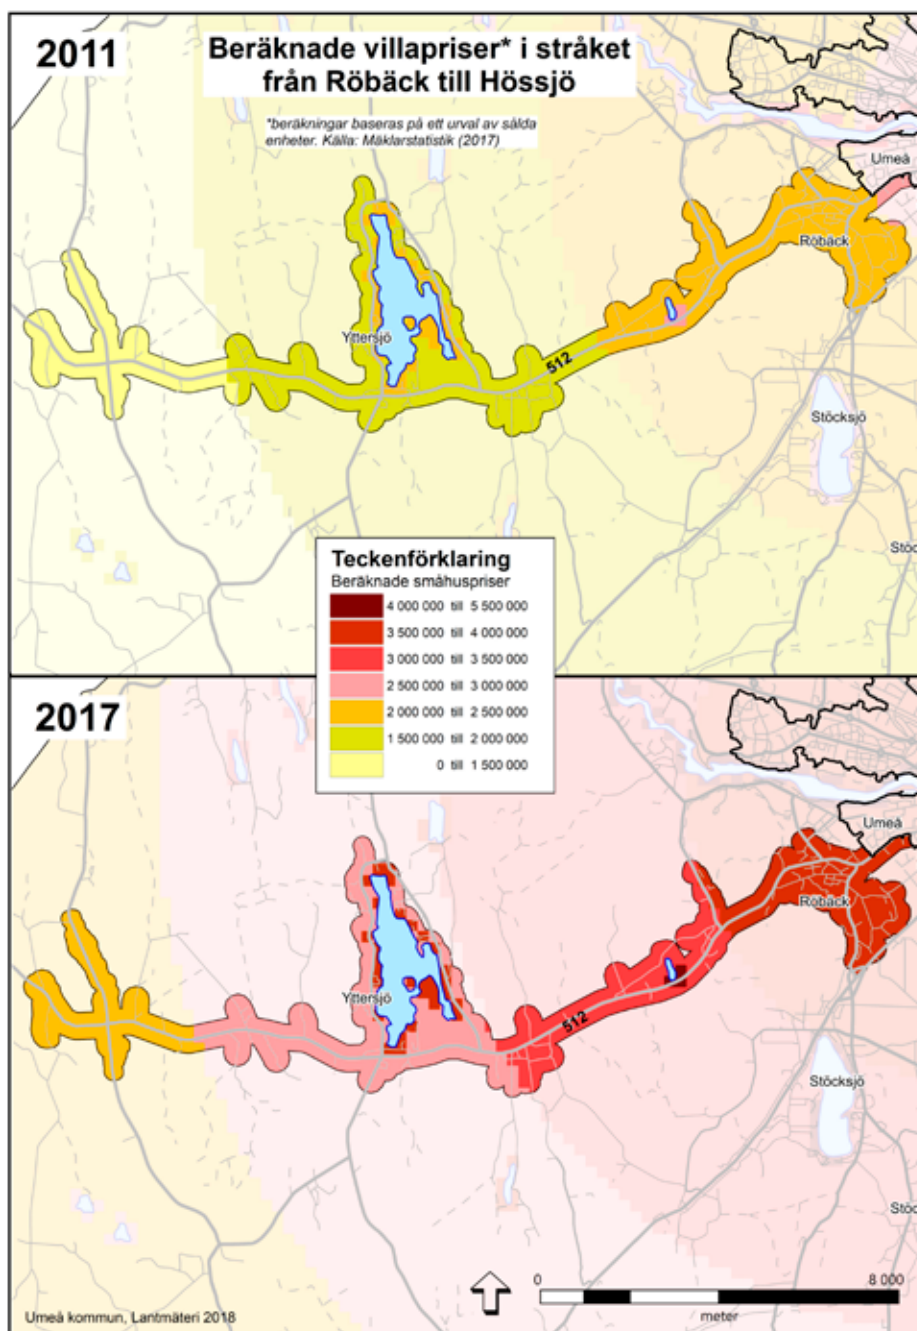 2011
Beräknade villapriser* i stråket
från Röbäck till Hössjö
*beräkningar baseras på ett urval av sålda
enheter. Källa: Mäklarstatistik (2017)
Umeå
Röbäck
Yttersjö
512
Stöcksjö
Stöc
Teckenförklaring
Beräknade småhuspriser
4 000 000 till 5 500 000
3 500 000 till 4 000 000
3 000 000 till 3 500 000
2 500 000 till 3 000 000
2 000 000 till 2 500 000
1 500 000 till 2 000 000
0 till 1 500 000
2017
Umeå
Röbäck
Yttersjö
512
Stöcksjö
Stöc
0 8 000
meter
Umeå kommun, Lantmäteri 2018